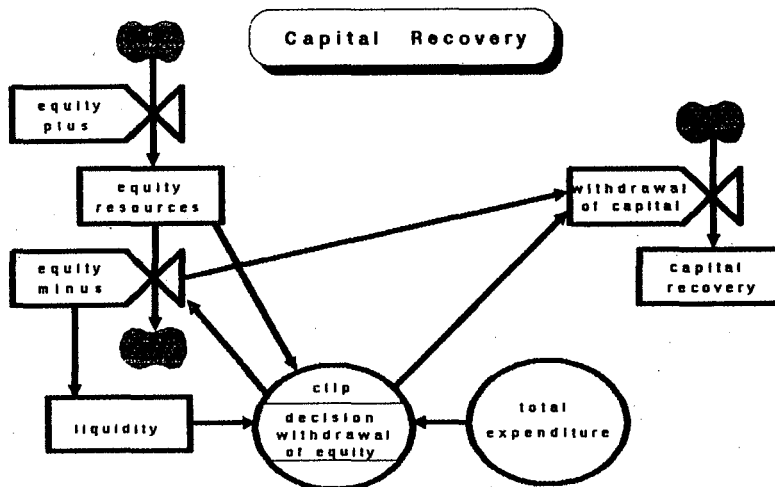 Capital Recovery
equity
plus
equity
resources
withdrawal
of capital
equity
minus
capital
recovery
clip
decision
withdrawal
of equity
liquidity
total
expenditure